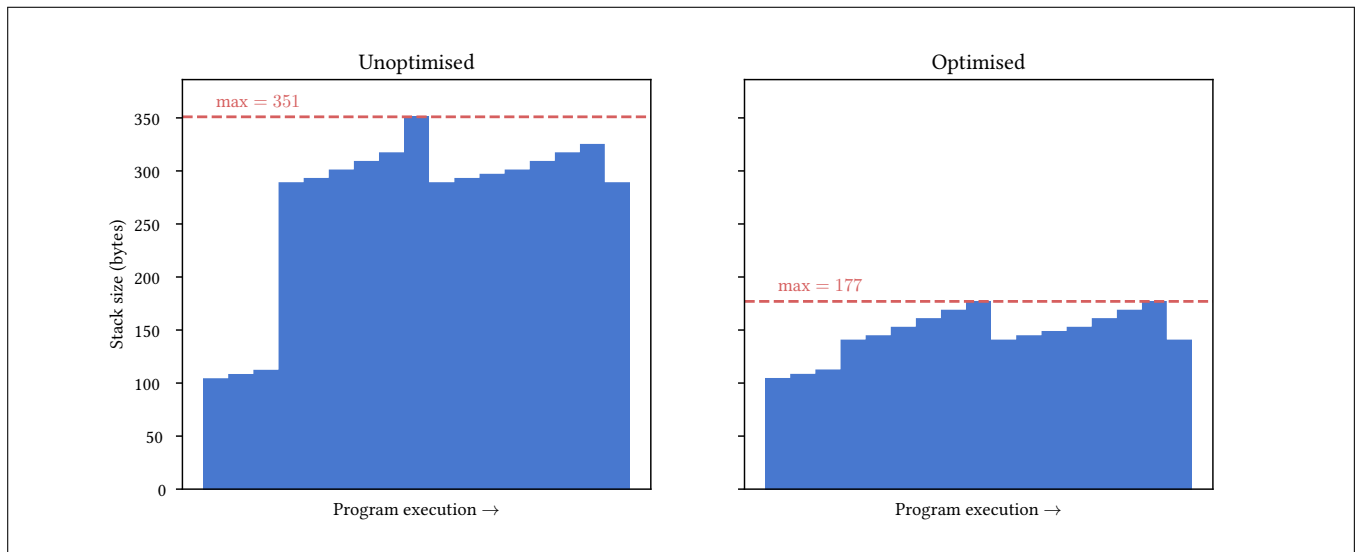 Unoptimised
max = 351
350
300
250
200
150
100
50
0
Stack size (bytes)
Program execution →
Optimised
max = 177
Program execution →